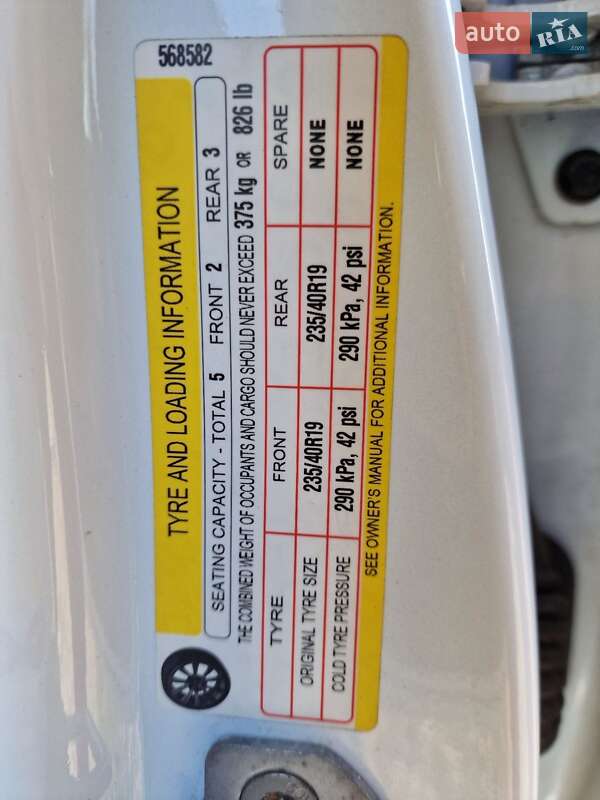 auto RIA .com
568582
TYRE AND LOADING INFORMATION
SEATING CAPACITY - TOTAL 5 FRONT 2 REAR 3
THE COMBINED WEIGHT OF OCCUPANTS AND CARGO SHOULD NEVER EXCEED 375 kg OR 826 lb
TYRE FRONT REAR SPARE
ORIGINAL TYRE SIZE 235/40R19 235/40R19 NONE
COLD TYRE PRESSURE 290 kPa, 42 psi 290 kPa, 42 psi NONE
SEE OWNER'S MANUAL FOR ADDITIONAL INFORMATION.